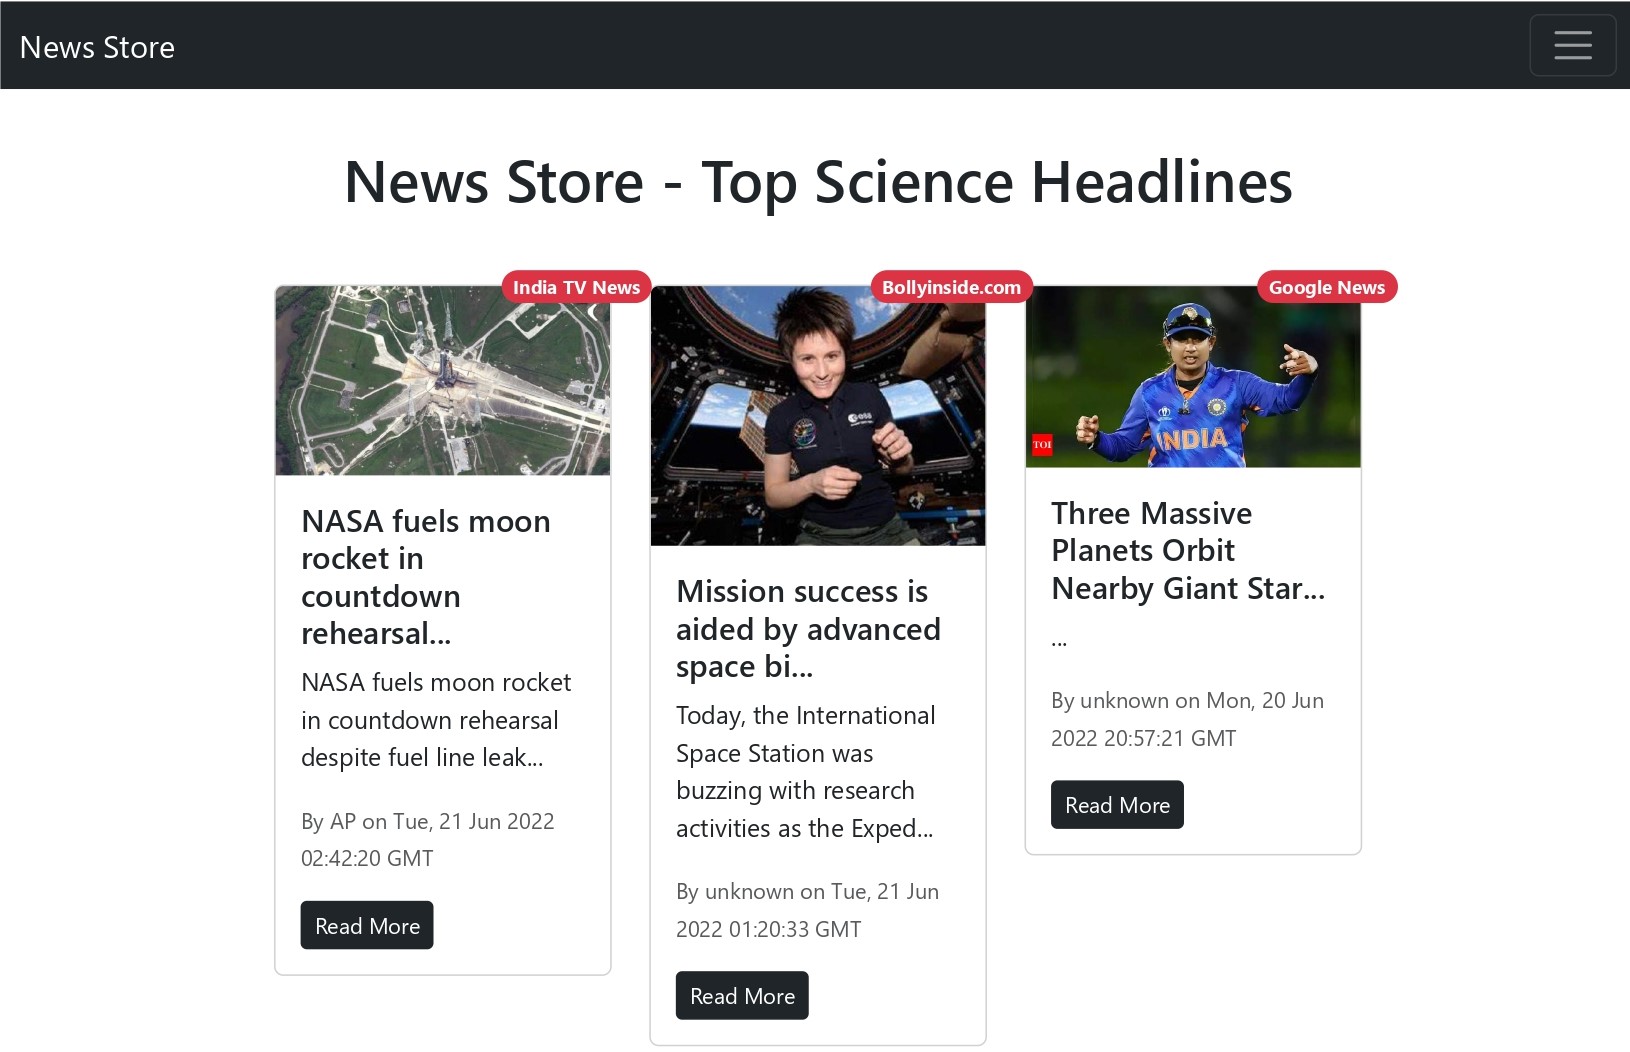 News Store
News Store - Top Science Headlines
India TV News
NASA fuels moon
rocket in
countdown
rehearsal...
NASA fuels moon rocket
in countdown rehearsal
despite fuel line leak...
By AP on Tue, 21 Jun 2022
02:42:20 GMT
Read More
Bollyinside.com
esa
Mission success is
aided by advanced
space bi...
Today, the International
Space Station was
buzzing with research
activities as the Exped...
By unknown on Tue, 21 Jun
2022 01:20:33 GMT
Read More
Google News
INDIA
TOI
Three Massive
Planets Orbit
Nearby Giant Star...
...
By unknown on Mon, 20 Jun
2022 20:57:21 GMT
Read More